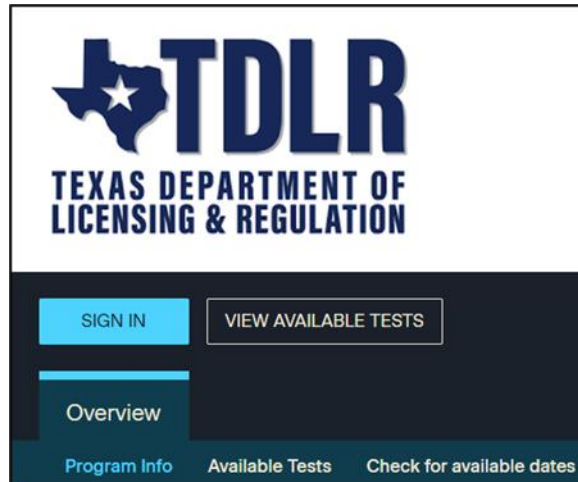 TDLR
TEXAS DEPARTMENT OF
LICENSING & REGULATION
SIGN IN VIEW AVAILABLE TESTS
Overview
Program Info Available Tests Check for available dates